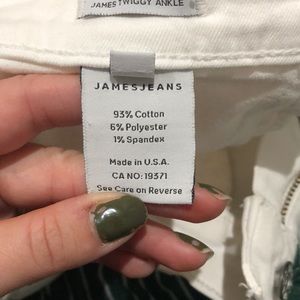 JAMES TWIGGY ANKLE
JAMESJEANS
93% Cotton
6% Polyester
1% Spandex
Made in U.S.A.
CA NO: 19371
See Care on Reverse